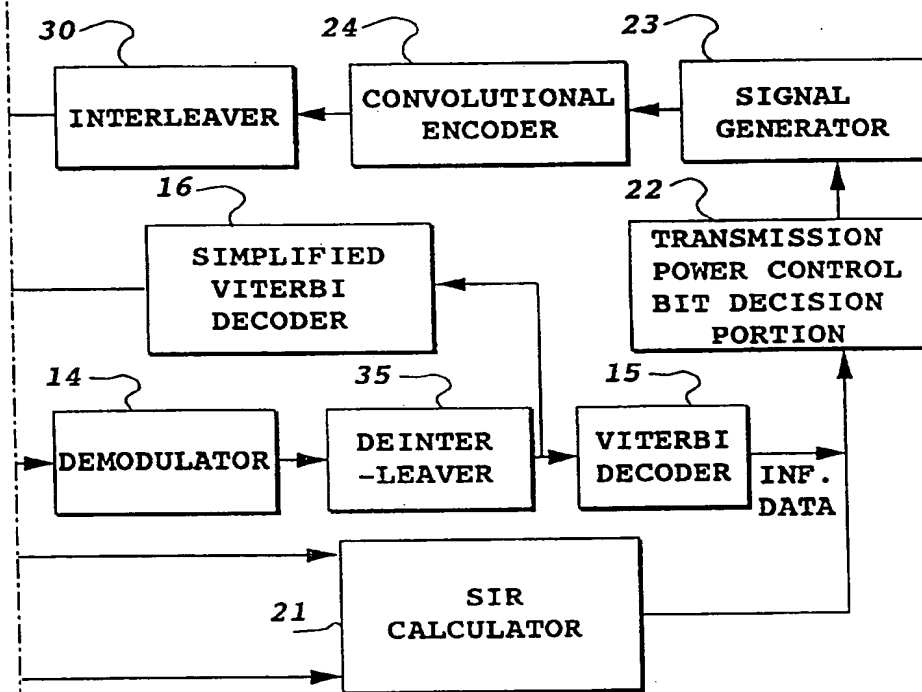 30
24
23
INTERLEAVER
CONVOLUTIONAL
ENCODER
SIGNAL
GENERATOR
16
22
SIMPLIFIED
VITERBI
DECODER
TRANSMISSION
POWER CONTROL
BIT DECISION
PORTION
14
35
15
DEMODULATOR
DEINTER
-LEAVER
VITERBI
DECODER
INF.
DATA
21
SIR
CALCULATOR